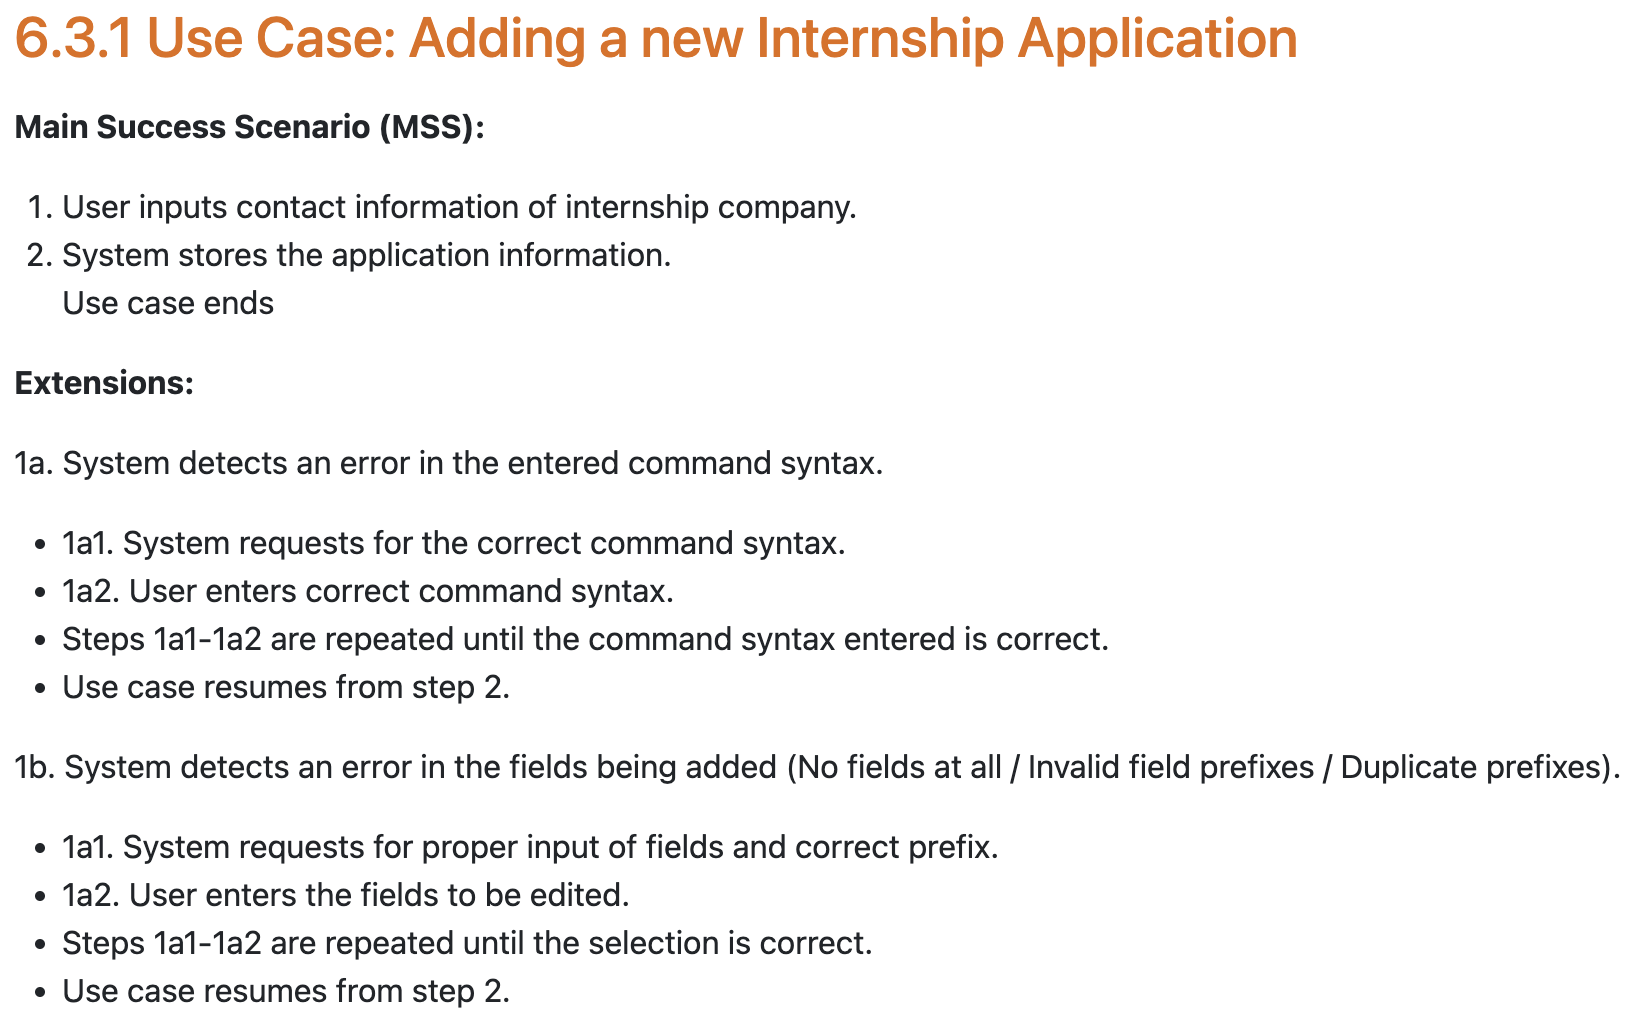 6.3.1 Use Case: Adding a new Internship Application
Main Success Scenario (MSS):
1. User inputs contact information of internship company.
2. System stores the application information.
Use case ends
Extensions:
1a. System detects an error in the entered command syntax.
• 1a1. System requests for the correct command syntax.
• 1a2. User enters correct command syntax.
• Steps 1a1-1a2 are repeated until the command syntax entered is correct.
• Use case resumes from step 2.
1b. System detects an error in the fields being added (No fields at all / Invalid field prefixes / Duplicate prefixes).
• 1a1. System requests for proper input of fields and correct prefix.
• 1a2. User enters the fields to be edited.
• Steps 1a1-1a2 are repeated until the selection is correct.
• Use case resumes from step 2.